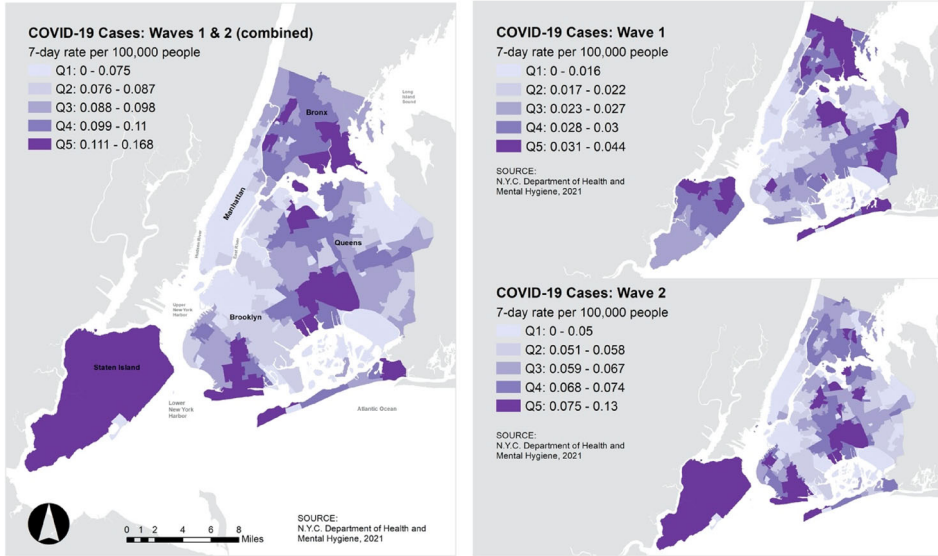 COVID-19 Cases: Waves 1 & 2 (combined)
7-day rate per 100,000 people
Q1: 0 - 0.075
Q2: 0.076 - 0.087
Q3: 0.088 - 0.098
Q4: 0.099 - 0.11
Q5: 0.111 - 0.168
Long
Island
Sound
Bronx
Manhattan
Hudson River
East River
Queens
Upper
New York
Harbor
Brooklyn
Staten Island
Lower
New York
Harbor
Atlantic Ocean
0 1 2 4 6 8
Miles
SOURCE:
N.Y.C. Department of Health and
Mental Hygiene, 2021
COVID-19 Cases: Wave 1
7-day rate per 100,000 people
Q1: 0 - 0.016
Q2: 0.017 - 0.022
Q3: 0.023 - 0.027
Q4: 0.028 - 0.03
Q5: 0.031 - 0.044
SOURCE:
N.Y.C. Department of Health and
Mental Hygiene, 2021
COVID-19 Cases: Wave 2
7-day rate per 100,000 people
Q1: 0 - 0.05
Q2: 0.051 - 0.058
Q3: 0.059 - 0.067
Q4: 0.068 - 0.074
Q5: 0.075 - 0.13
SOURCE:
N.Y.C. Department of Health and
Mental Hygiene, 2021